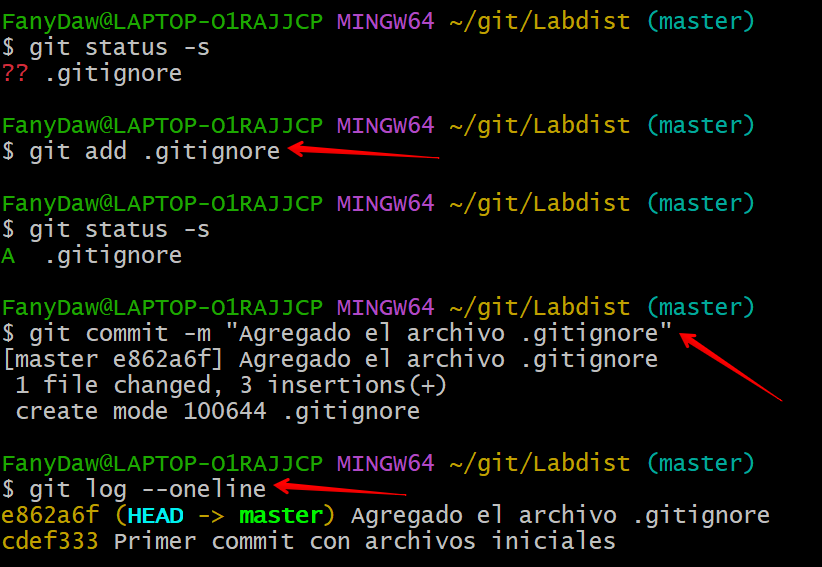 FanyDaw@LAPTOP-O1RAJJCP MINGW64 ~/git/Labdist (master)
$ git status -s
?? .gitignore
FanyDaw@LAPTOP-O1RAJJCP MINGW64 ~/git/Labdist (master)
$ git add .gitignore
FanyDaw@LAPTOP-O1RAJJCP MINGW64 ~/git/Labdist (master)
$ git status -s
A  .gitignore
FanyDaw@LAPTOP-O1RAJJCP MINGW64 ~/git/Labdist (master)
$ git commit -m "Agregado el archivo .gitignore"
[master e862a6f] Agregado el archivo .gitignore
 1 file changed, 3 insertions(+)
 create mode 100644 .gitignore
FanyDaw@LAPTOP-O1RAJJCP MINGW64 ~/git/Labdist (master)
$ git log --oneline
e862a6f (HEAD -> master) Agregado el archivo .gitignore
cdef333 Primer commit con archivos iniciales